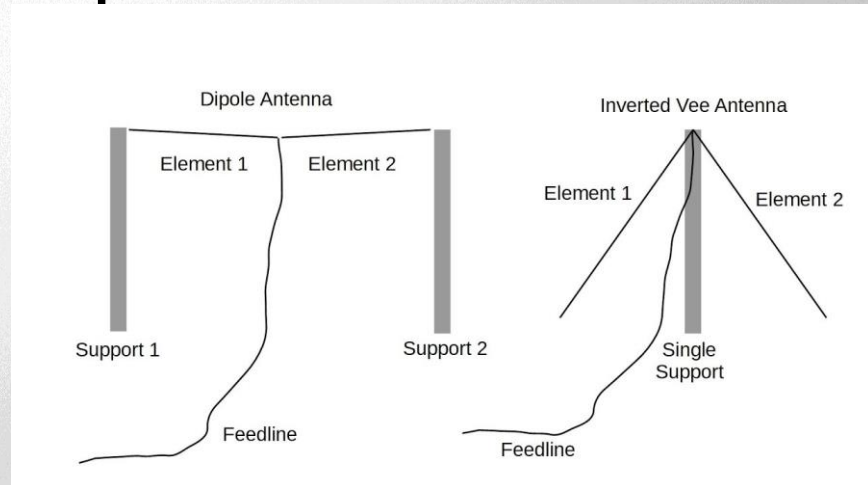 Dipole Antenna
Element 1
Element 2
Support 1
Support 2
Feedline
Inverted Vee Antenna
Element 1
Element 2
Single
Support
Feedline